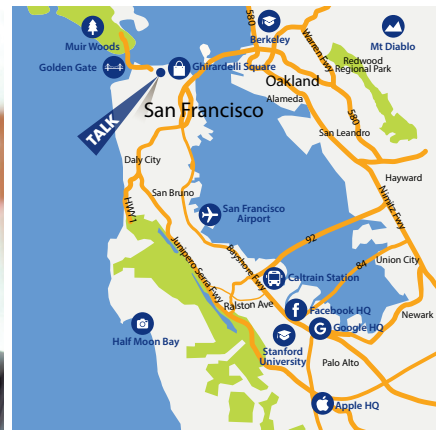 580
Muir Woods
Berkeley
Warren Fwy
Mt Diablo
Golden Gate
Ghirardelli Square
Redwood
Regional Park
Oakland
Alameda
TALK
San Francisco
580
San Leandro
Daly City
Hayward
San Bruno
HWY1
San Francisco
Airport
Nimitz Fwy
Junipero Serra Fwy
Bayshore Fwy
92
84
Union City
Caltrain Station
Ralston Ave
Facebook HQ
Newark
Google HQ
Half Moon Bay
Stanford
University
Palo Alto
Apple HQ